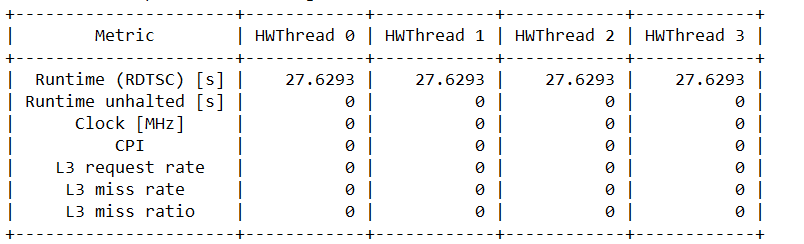 +-----------------------+------------+------------+------------+------------+
|        Metric         | HWThread 0 | HWThread 1 | HWThread 2 | HWThread 3 |
+-----------------------+------------+------------+------------+------------+
|  Runtime (RDTSC) [s] |    27.6293 |    27.6293 |    27.6293 |    27.6293 |
| Runtime unhalted [s] |          0 |          0 |          0 |          0 |
|      Clock [MHz]      |          0 |          0 |          0 |          0 |
|          CPI          |          0 |          0 |          0 |          0 |
|    L3 request rate    |          0 |          0 |          0 |          0 |
|     L3 miss rate      |          0 |          0 |          0 |          0 |
|     L3 miss ratio     |          0 |          0 |          0 |          0 |
+-----------------------+------------+------------+------------+------------+